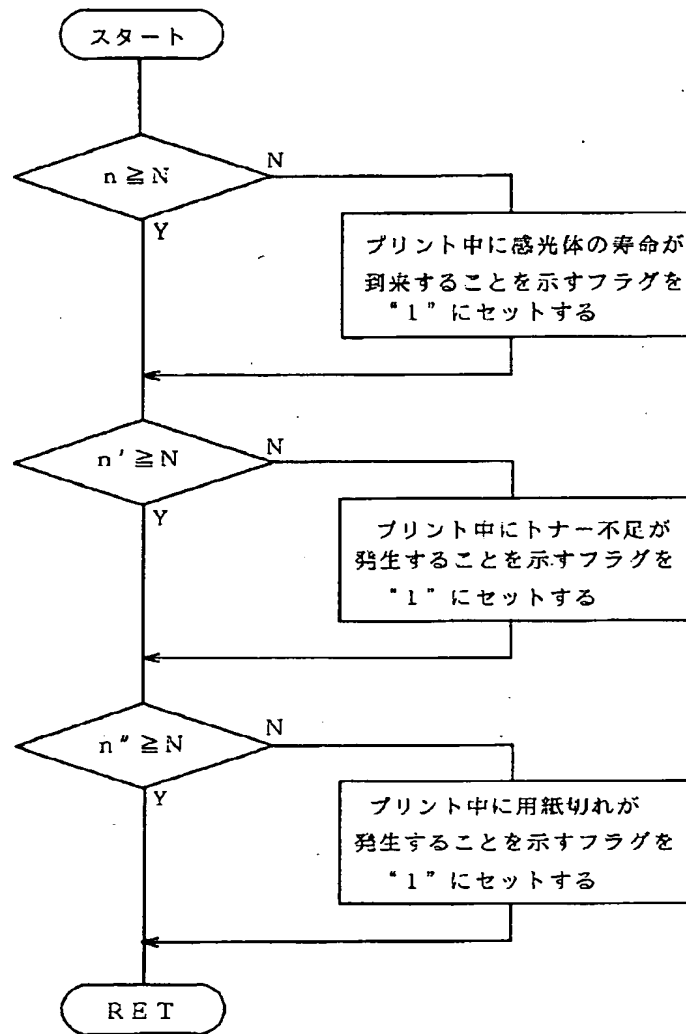 スタート
n≧N
N
Y
プリント中に感光体の寿命が
到来することを示すフラグを
“1”にセットする
n'≧N
N
Y
プリント中にトナー不足が
発生することを示すフラグを
“1”にセットする
n"≧N
N
Y
プリント中に用紙切れが
発生することを示すフラグを
“1”にセットする
RET